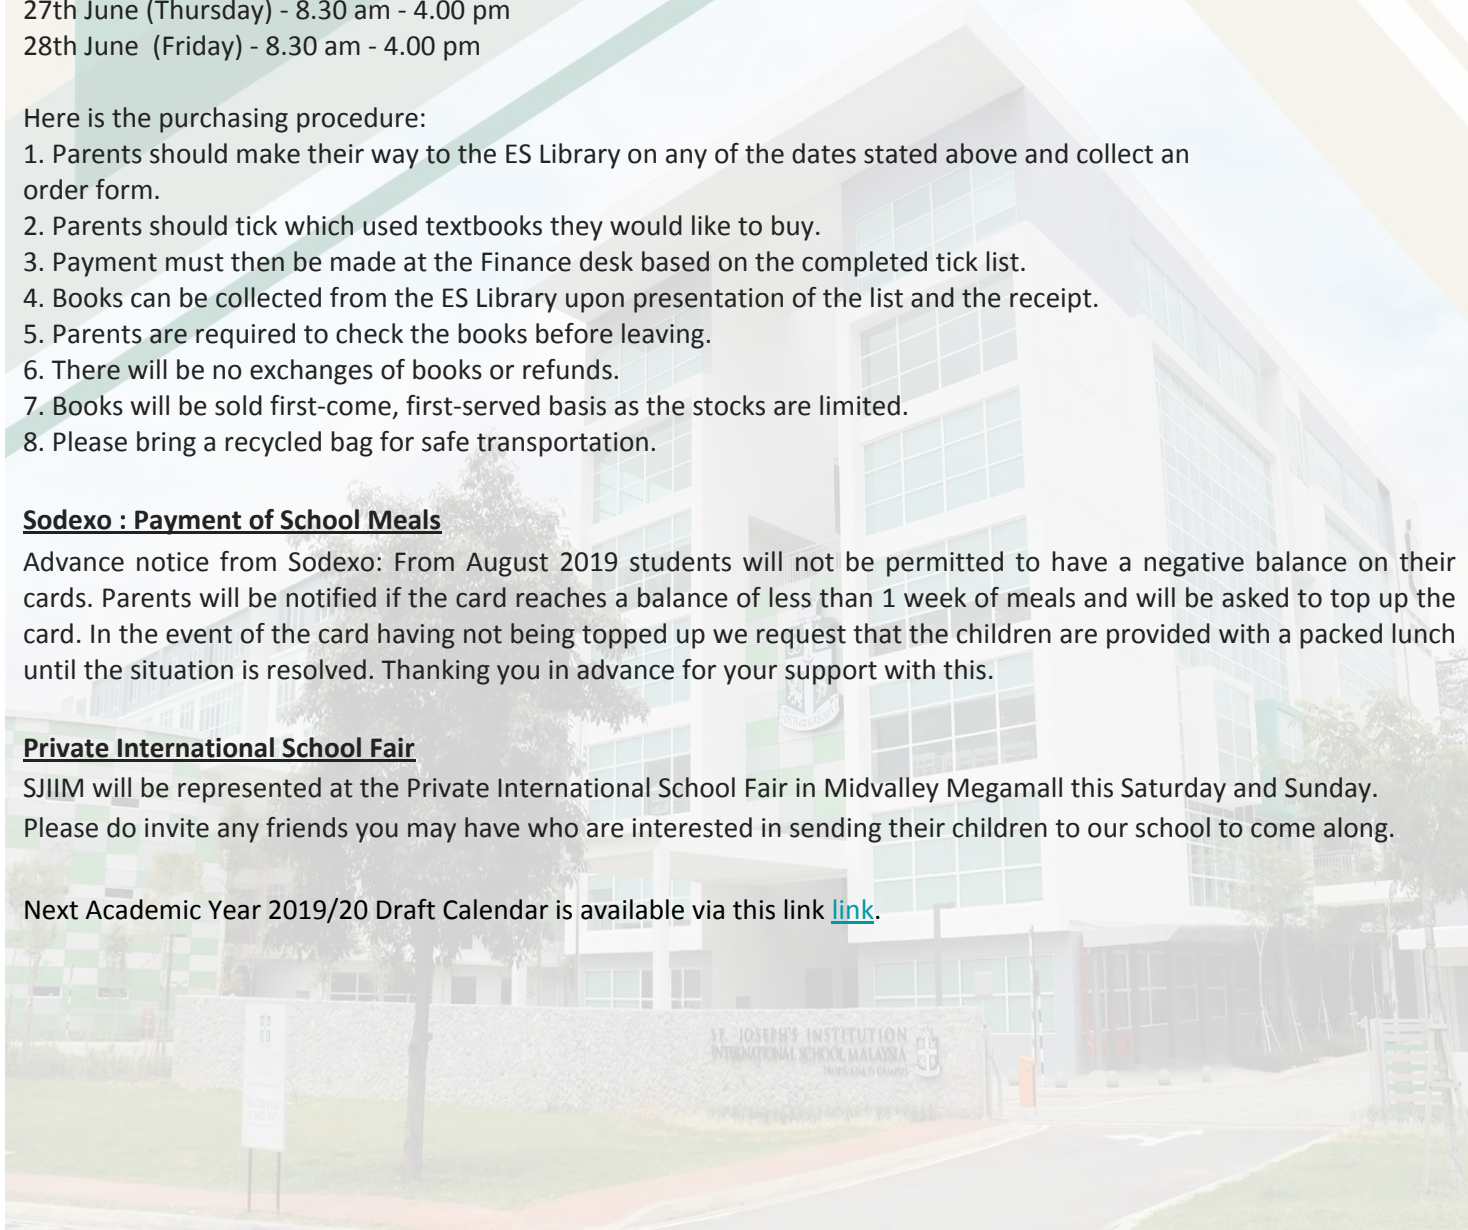 27th June (Thursday) - 8.30 am - 4.00 pm
28th June  (Friday) - 8.30 am - 4.00 pm
Here is the purchasing procedure:
1. Parents should make their way to the ES Library on any of the dates stated above and collect an
order form.
2. Parents should tick which used textbooks they would like to buy.
3. Payment must then be made at the Finance desk based on the completed tick list.
4. Books can be collected from the ES Library upon presentation of the list and the receipt.
5. Parents are required to check the books before leaving.
6. There will be no exchanges of books or refunds.
7. Books will be sold first-come, first-served basis as the stocks are limited.
8. Please bring a recycled bag for safe transportation.
Sodexo : Payment of School Meals
Advance notice from Sodexo: From August 2019 students will not be permitted to have a negative balance on their
cards. Parents will be notified if the card reaches a balance of less than 1 week of meals and will be asked to top up the
card. In the event of the card having not being topped up we request that the children are provided with a packed lunch
until the situation is resolved. Thanking you in advance for your support with this.
Private International School Fair
SJIIM will be represented at the Private International School Fair in Midvalley Megamall this Saturday and Sunday.
Please do invite any friends you may have who are interested in sending their children to our school to come along.
Next Academic Year 2019/20 Draft Calendar is available via this link link.
ST. JOSEPH'S INSTITUTION
INTERNATIONAL SCHOOL MALAYSIA
CAMPUS